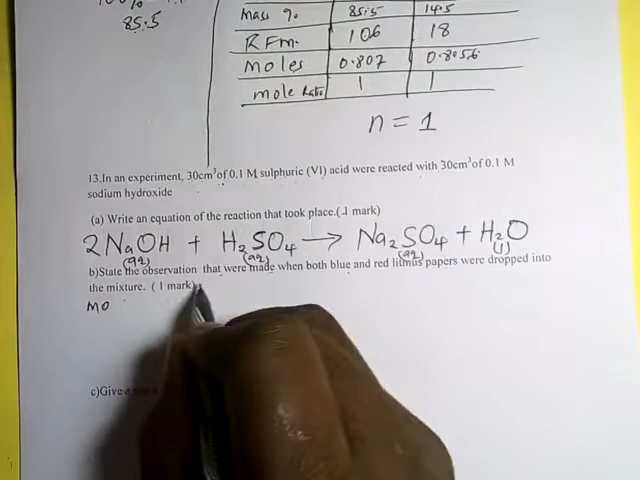 85.5
Mass % 85.5 14.5
RFm. 106 18
moles 0.807 0.8056
mole Ratio 1 1
n = 1
13.In an experiment, 30cm³of 0.1 M sulphuric (VI) acid were reacted with 30cm³of 0.1 M
sodium hydroxide
(a) Write an equation of the reaction that took place.(.1 mark)
2NaOH(aq) + H₂SO₄(aq) → Na₂SO₄(aq) + H₂O(l)
b)State the observation that were made when both blue and red litmus papers were dropped into
the mixture. ( 1 mark)
MO
c)Give